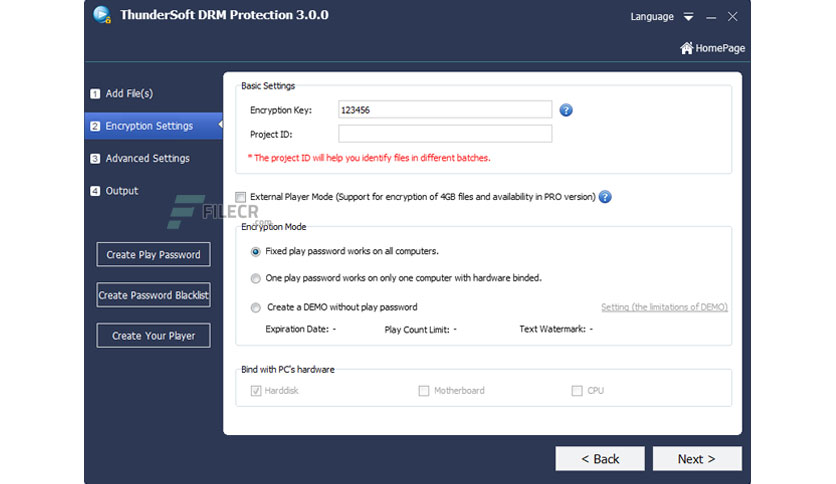 ThunderSoft DRM Protection 3.0.0
Language
HomePage
1 Add File(s)
2 Encryption Settings
3 Advanced Settings
4 Output
Create Play Password
Create Password Blacklist
Create Your Player
Basic Settings
Encryption Key: 123456 ?
Project ID:
* The project ID will help you identify files in different batches.
External Player Mode (Support for encryption of 4GB files and availability in PRO version) ?
FILECR
.com
Encryption Mode
Fixed play password works on all computers.
One play password works on only one computer with hardware binded.
Create a DEMO without play password Setting (the limitations of DEMO)
Expiration Date: - Play Count Limit: - Text Watermark: -
Bind with PC's hardware
Harddisk Motherboard CPU
< Back Next >